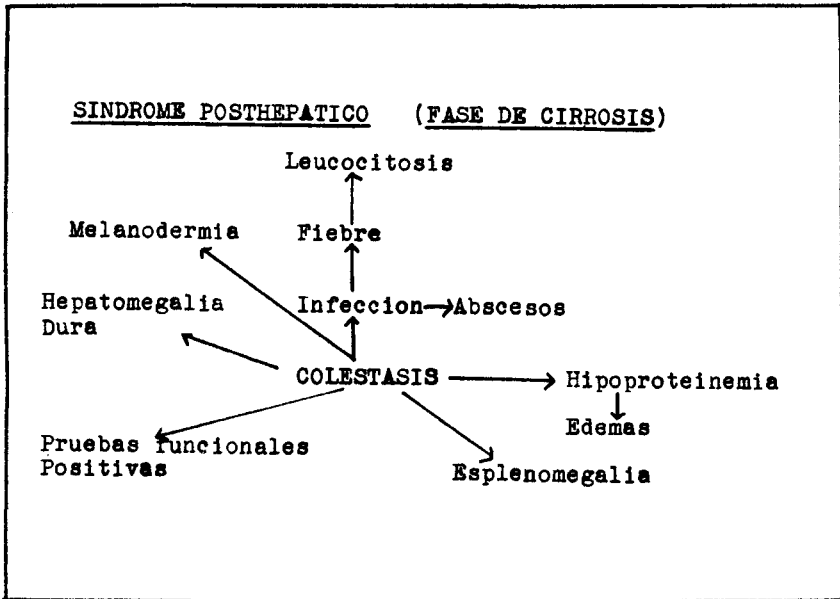 SINDROME POSTHEPATICO (FASE DE CIRROSIS)
Leucocitosis
Melanodermia Fiebre
Hepatomegalia
Dura
Infeccion Abscesos
COLESTASIS Hipoproteinemia
Edemas
Pruebas funcionales
Positivas
Esplenomegalia